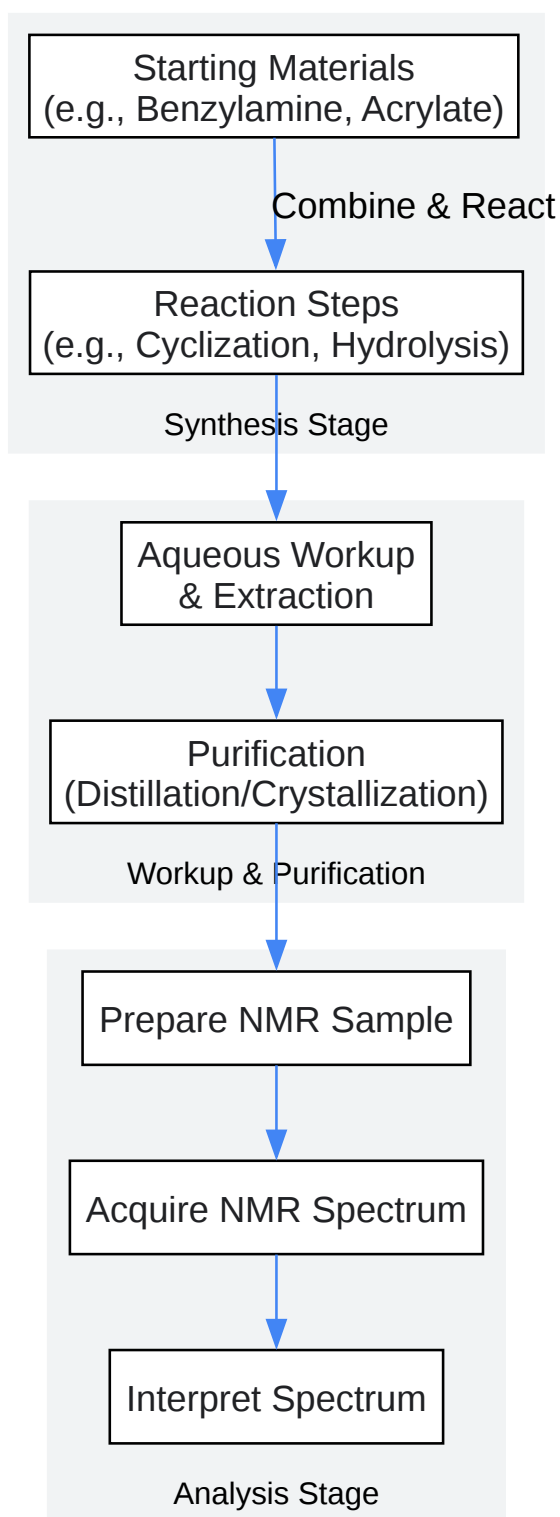 Starting Materials
(e.g., Benzylamine, Acrylate)
Combine & React
Reaction Steps
(e.g., Cyclization, Hydrolysis)
Synthesis Stage
Aqueous Workup
& Extraction
Purification
(Distillation/Crystallization)
Workup & Purification
Prepare NMR Sample
Acquire NMR Spectrum
Interpret Spectrum
Analysis Stage